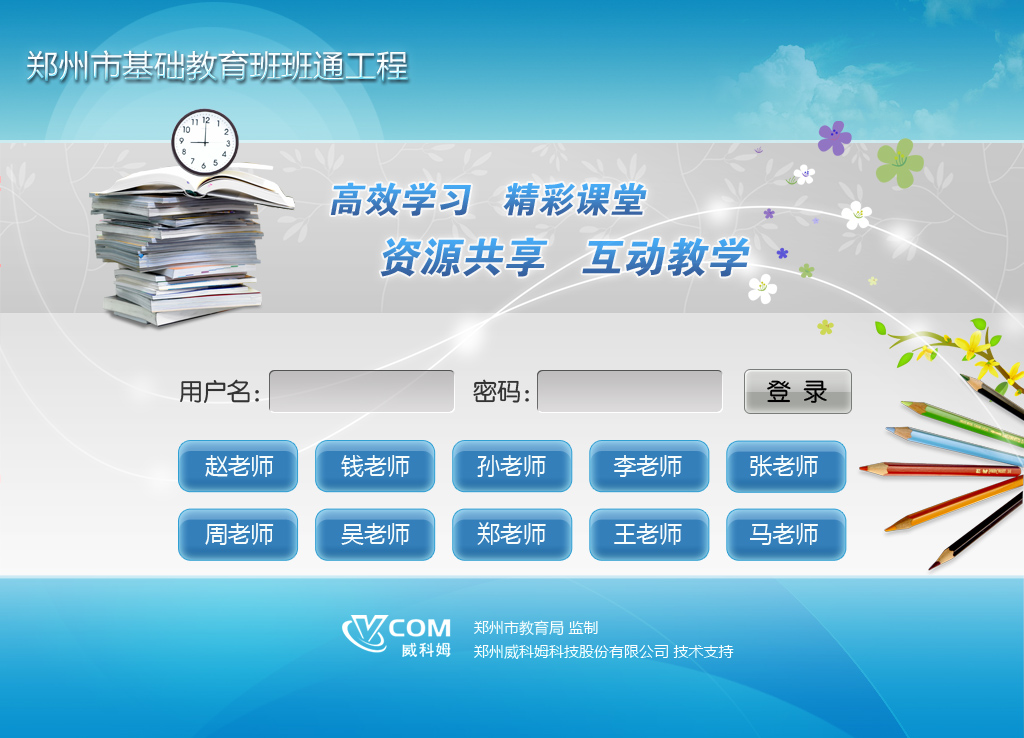 郑州市基础教育班班通工程
高效学习 精彩课堂
资源共享 互动教学
用户名: 密码: 登 录
赵老师 钱老师 孙老师 李老师 张老师
周老师 吴老师 郑老师 王老师 马老师
VCOM
威科姆
郑州市教育局 监制
郑州威科姆科技股份有限公司 技术支持